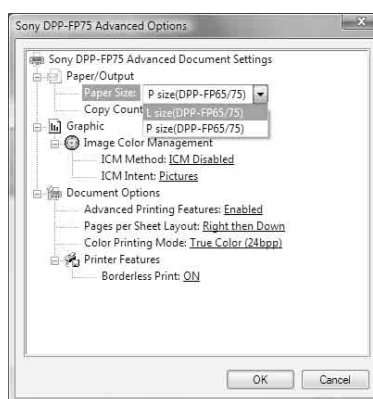 Sony DPP-FP75 Advanced Options
Sony DPP-FP75 Advanced Document Settings
Paper/Output
Paper Size: P size(DPP-FP65/75)
L size(DPP-FP65/75)
Copy Count
P size(DPP-FP65/75)
Graphic
Image Color Management
ICM Method: ICM Disabled
ICM Intent: Pictures
Document Options
Advanced Printing Features: Enabled
Pages per Sheet Layout: Right then Down
Color Printing Mode: True Color (24bpp)
Printer Features
Borderless Print: ON
OK Cancel